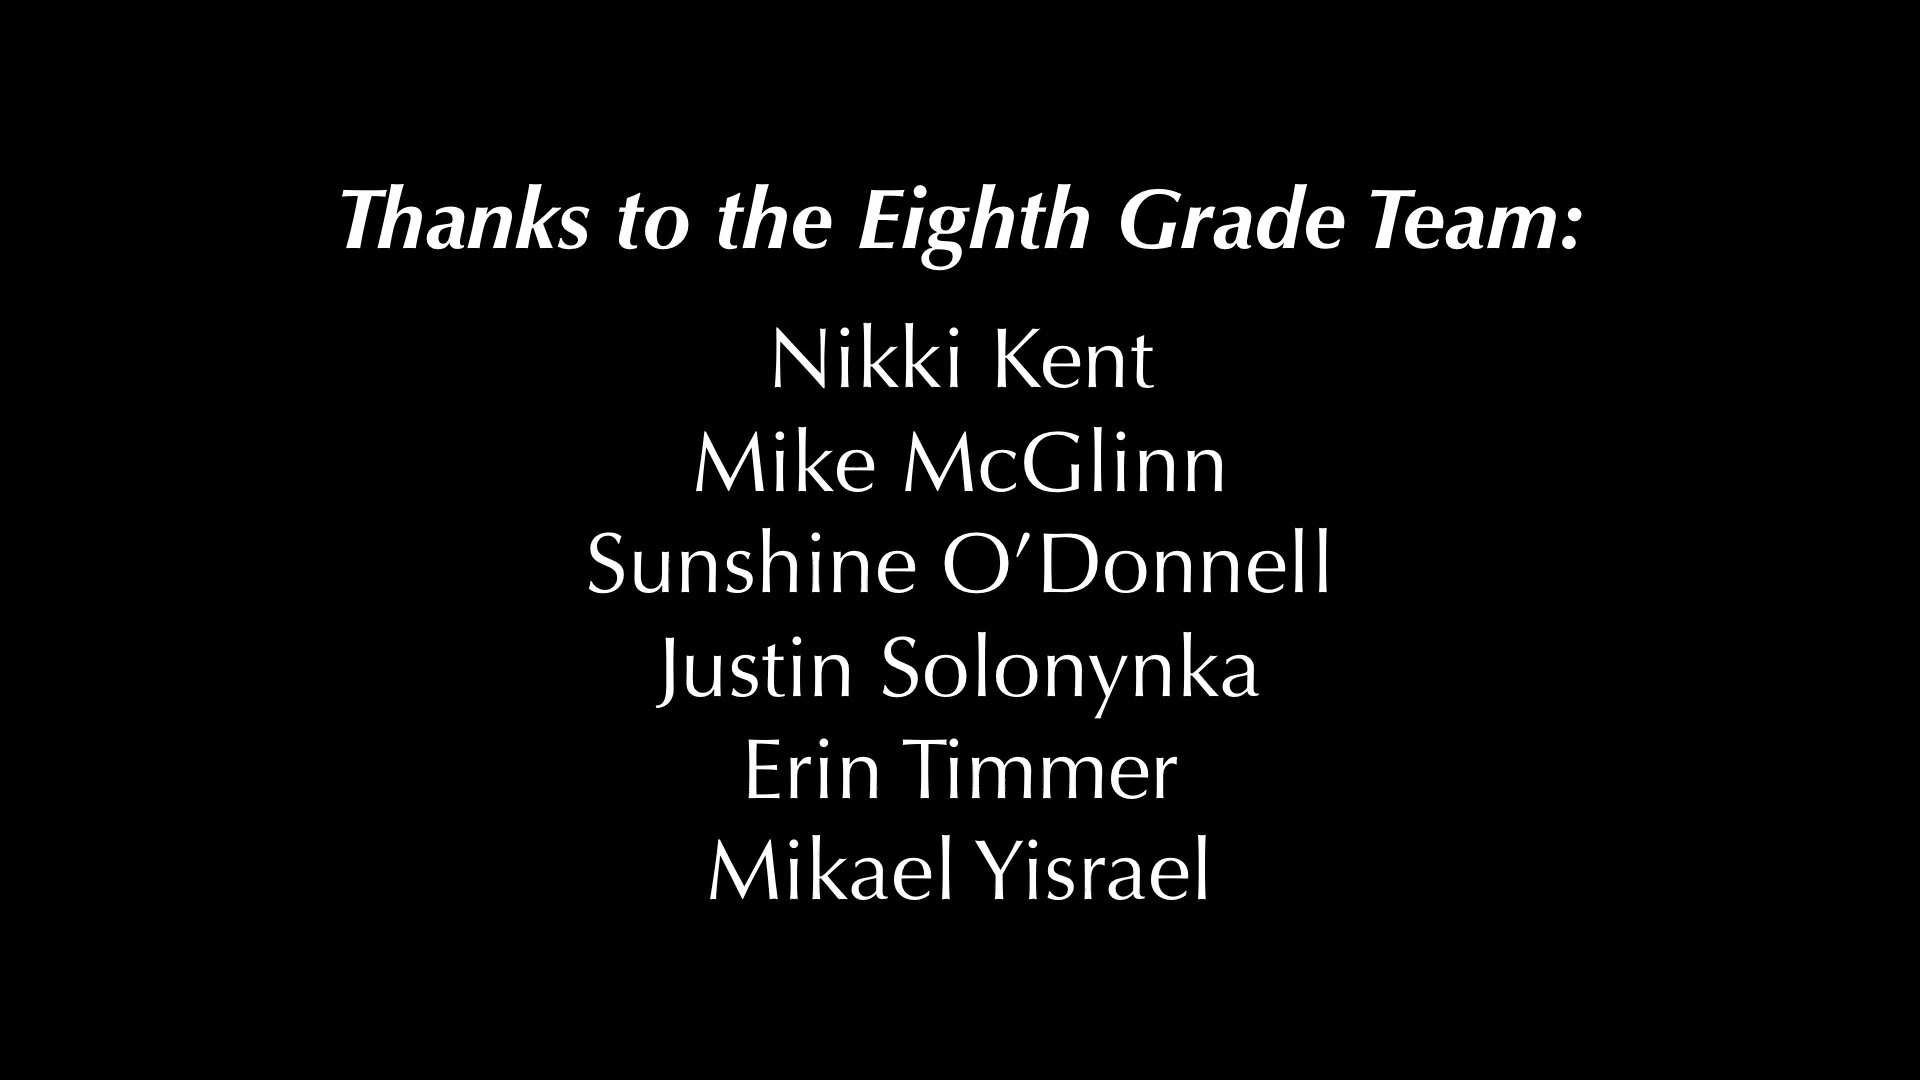 Thanks to the Eighth Grade Team:
Nikki Kent
Mike McGlinn
Sunshine O’Donnell
Justin Solonynka
Erin Timmer
Mikael Yisrael